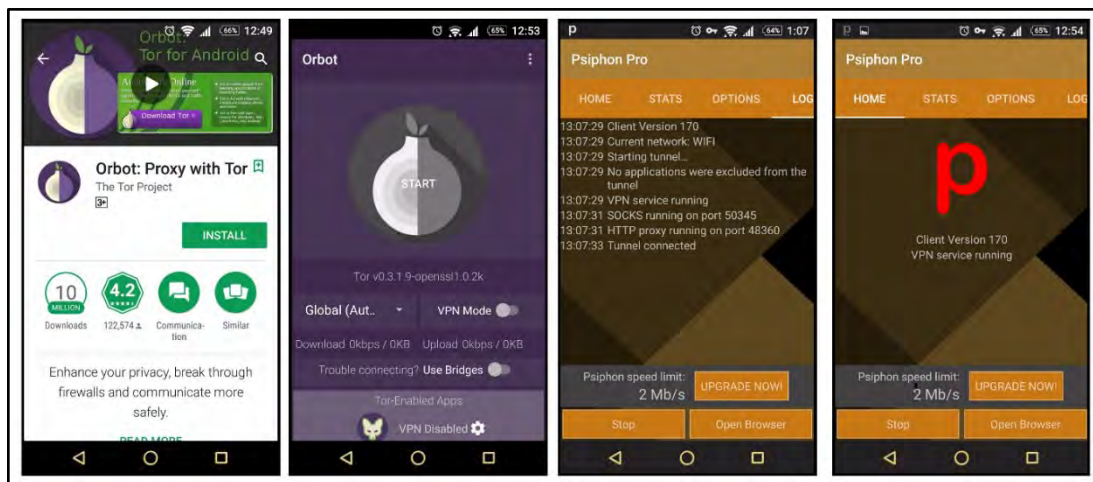 66% 12:49
Orbot:
Tor for Android
Download Tor
Orbot: Proxy with Tor
The Tor Project
3+
INSTALL
10
MILLION
Downloads
4.2
122,574
Communica-
tion
Similar
Enhance your privacy, break through
firewalls and communicate more
safely.
READ MORE
65% 12:53
Orbot
START
Tor v0.3.1.9-openssl1.0.2k
Global (Aut..
VPN Mode
Download 0kbps / 0KB Upload 0kbps / 0KB
Trouble connecting? Use Bridges
Tor-Enabled Apps
VPN Disabled
p 64% 1:07
Psiphon Pro
HOME STATS OPTIONS LOG
13:07:29 Client Version 170
13:07:29 Current network: WIFI
13:07:29 Starting tunnel...
13:07:29 No applications were excluded from the
tunnel
13:07:29 VPN service running
13:07:31 SOCKS running on port 50345
13:07:31 HTTP proxy running on port 48360
13:07:33 Tunnel connected
Psiphon speed limit:
2 Mb/s
UPGRADE NOW!
Stop Open Browser
p 65% 12:54
Psiphon Pro
HOME STATS OPTIONS LOG
p
Client Version 170
VPN service running
Psiphon speed limit:
2 Mb/s
UPGRADE NOW!
Stop Open Browser